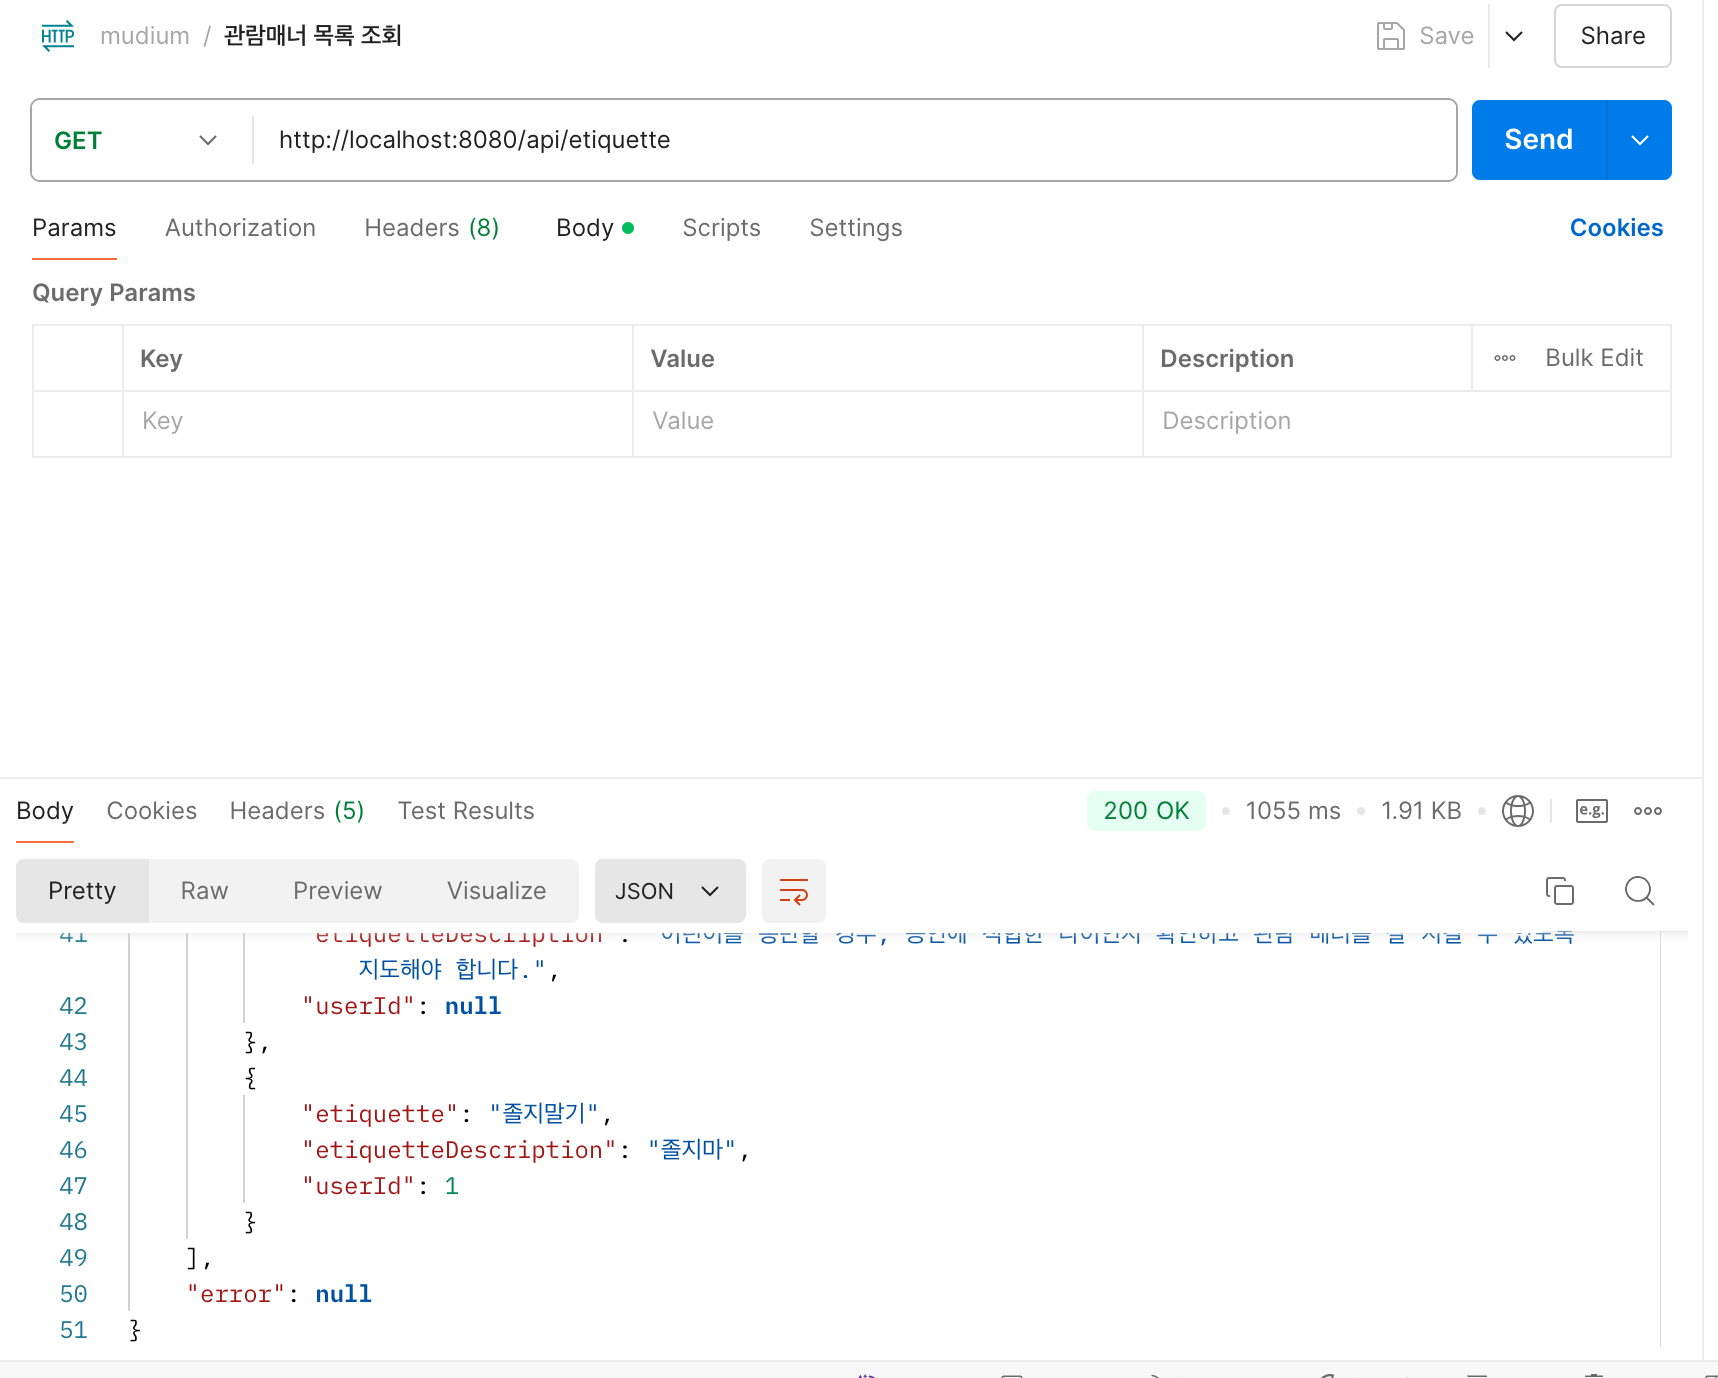 HTTP mudium / 관람매너 목록 조회 Save Share
GET http://localhost:8080/api/etiquette Send
Params Authorization Headers (8) Body Scripts Settings Cookies
Query Params
Key Value Description Bulk Edit
Key Value Description
Body Cookies Headers (5) Test Results 200 OK 1055 ms 1.91 KB e.g.
Pretty Raw Preview Visualize JSON
41 "etiquetteDescription":
지도해야 합니다.",
42 "userId": null
43 },
44 {
45 "etiquette": "졸지말기",
46 "etiquetteDescription": "졸지마",
47 "userId": 1
48 }
49 ],
50 "error": null
51 }